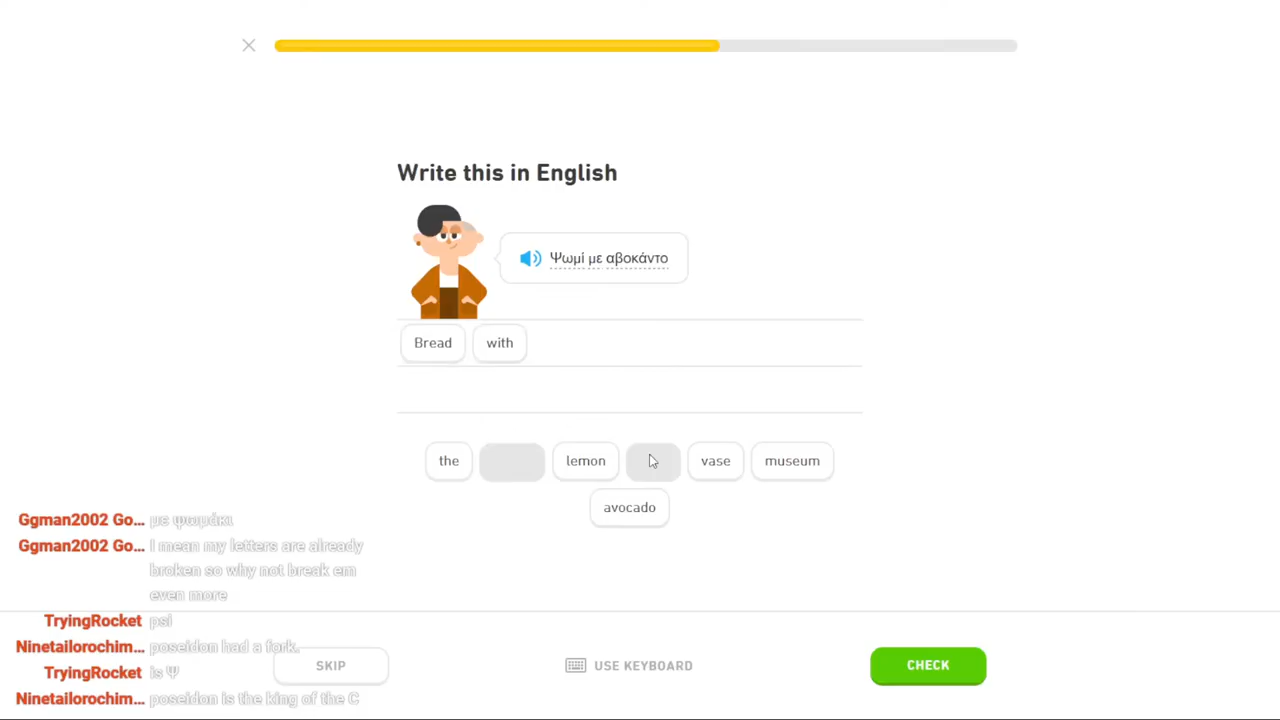 Write this in English
Ψωμί με αβοκάντο
Bread with
the lemon vase museum
avocado
Ggman2002 Go... με ψωμάκι
Ggman2002 Go... I mean my letters are already
broken so why not break em
even more
TryingRocket psi
Ninetailorochim... poseidon had a fork.
TryingRocket is Ψ
Ninetailorochim... poseidon is the king of the C
SKIP USE KEYBOARD CHECK